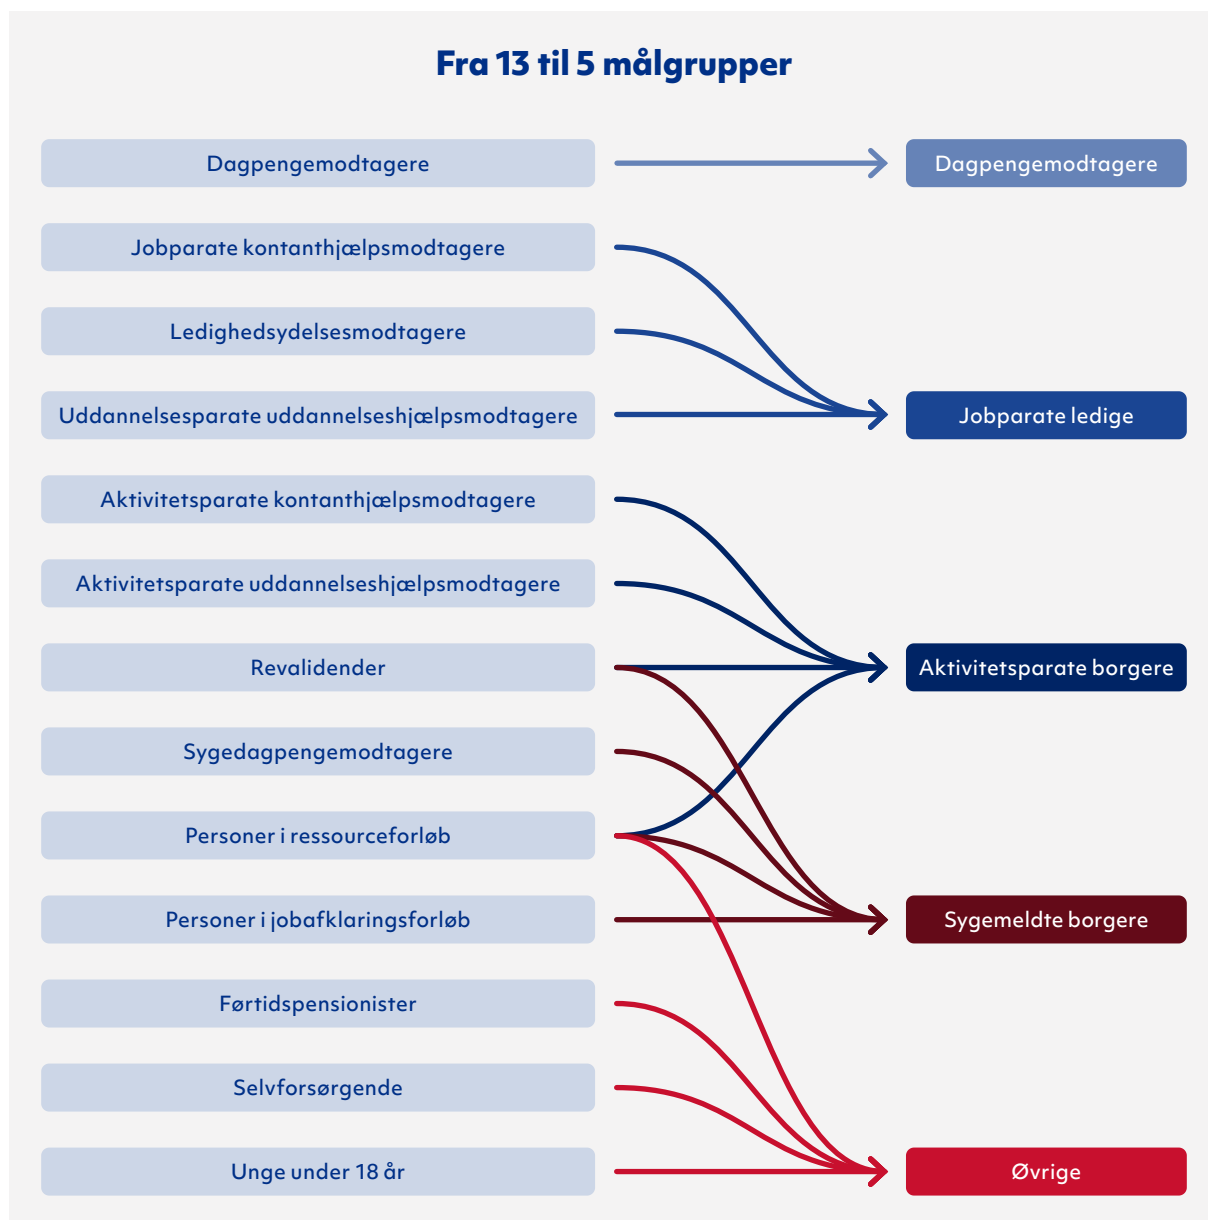 Fra 13 til 5 målgrupper
Dagpengemodtagere
Dagpengemodtagere
Jobparate kontanthjælpsmodtagere
Ledighedsydelsesmodtagere
Uddannelsesparate uddannelseshjælpsmodtagere
Jobparate ledige
Aktivitetsparate kontanthjælpsmodtagere
Aktivitetsparate uddannelseshjælpsmodtagere
Revalidender
Aktivitetsparate borgere
Sygedagpengemodtagere
Personer i ressourceforløb
Personer i jobafklaringsforløb
Sygemeldte borgere
Førtidspensionister
Selvforsørgende
Unge under 18 år
Øvrige